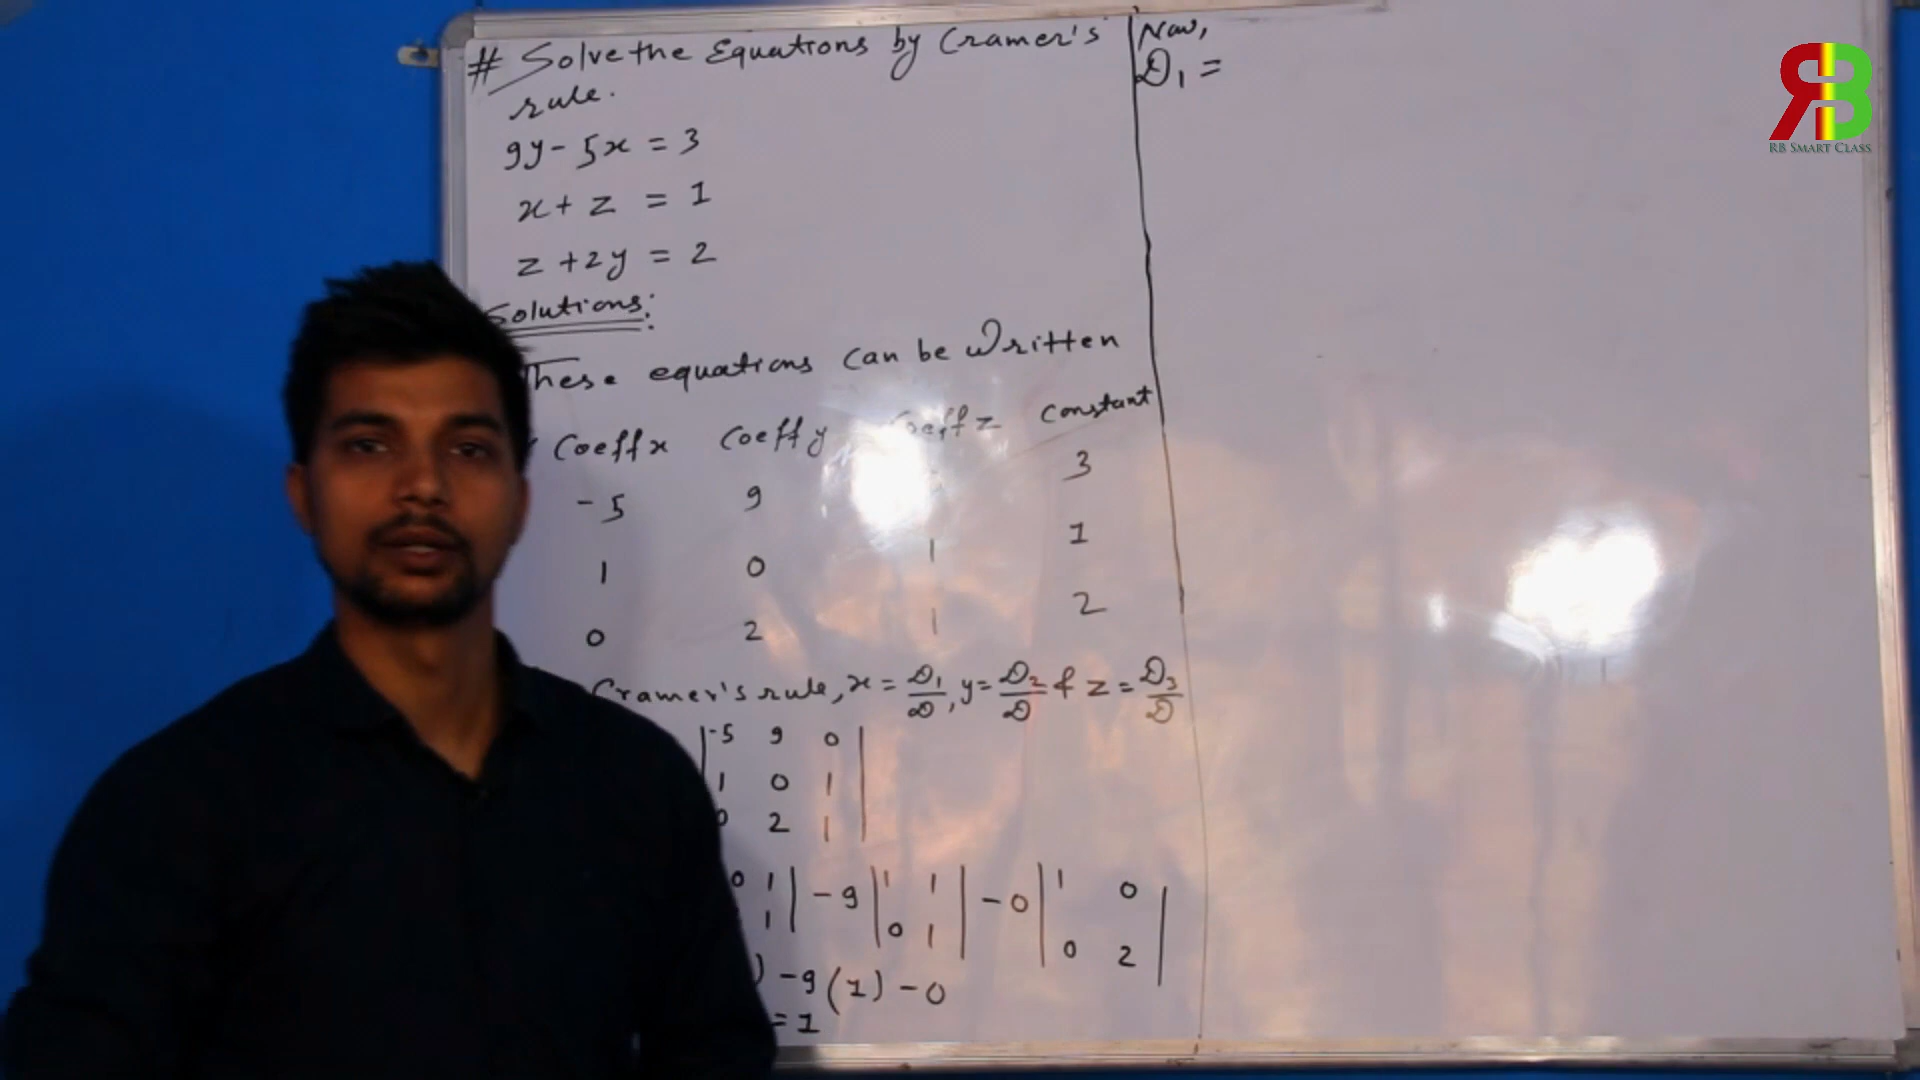 # Solve the Equations by Cramer's
rule.
9y - 5x = 3
x + z = 1
z + 2y = 2
Solutions:
These equations can be written
Coeff x Coeff y Coeff z Constant
-5 9 3
1 0 1 1
0 2 1 2
Cramer's rule, x = D1/D, y = D2/D & z = D3/D
|-5 9 0|
|1 0 1|
|0 2 1|
0 1 | - 9 |1 1| - 0 |1 0|
1 | |0 1| |0 2|
) - 9 (1) - 0
= 1
Now,
D1 =
RB
RB SMART CLASS